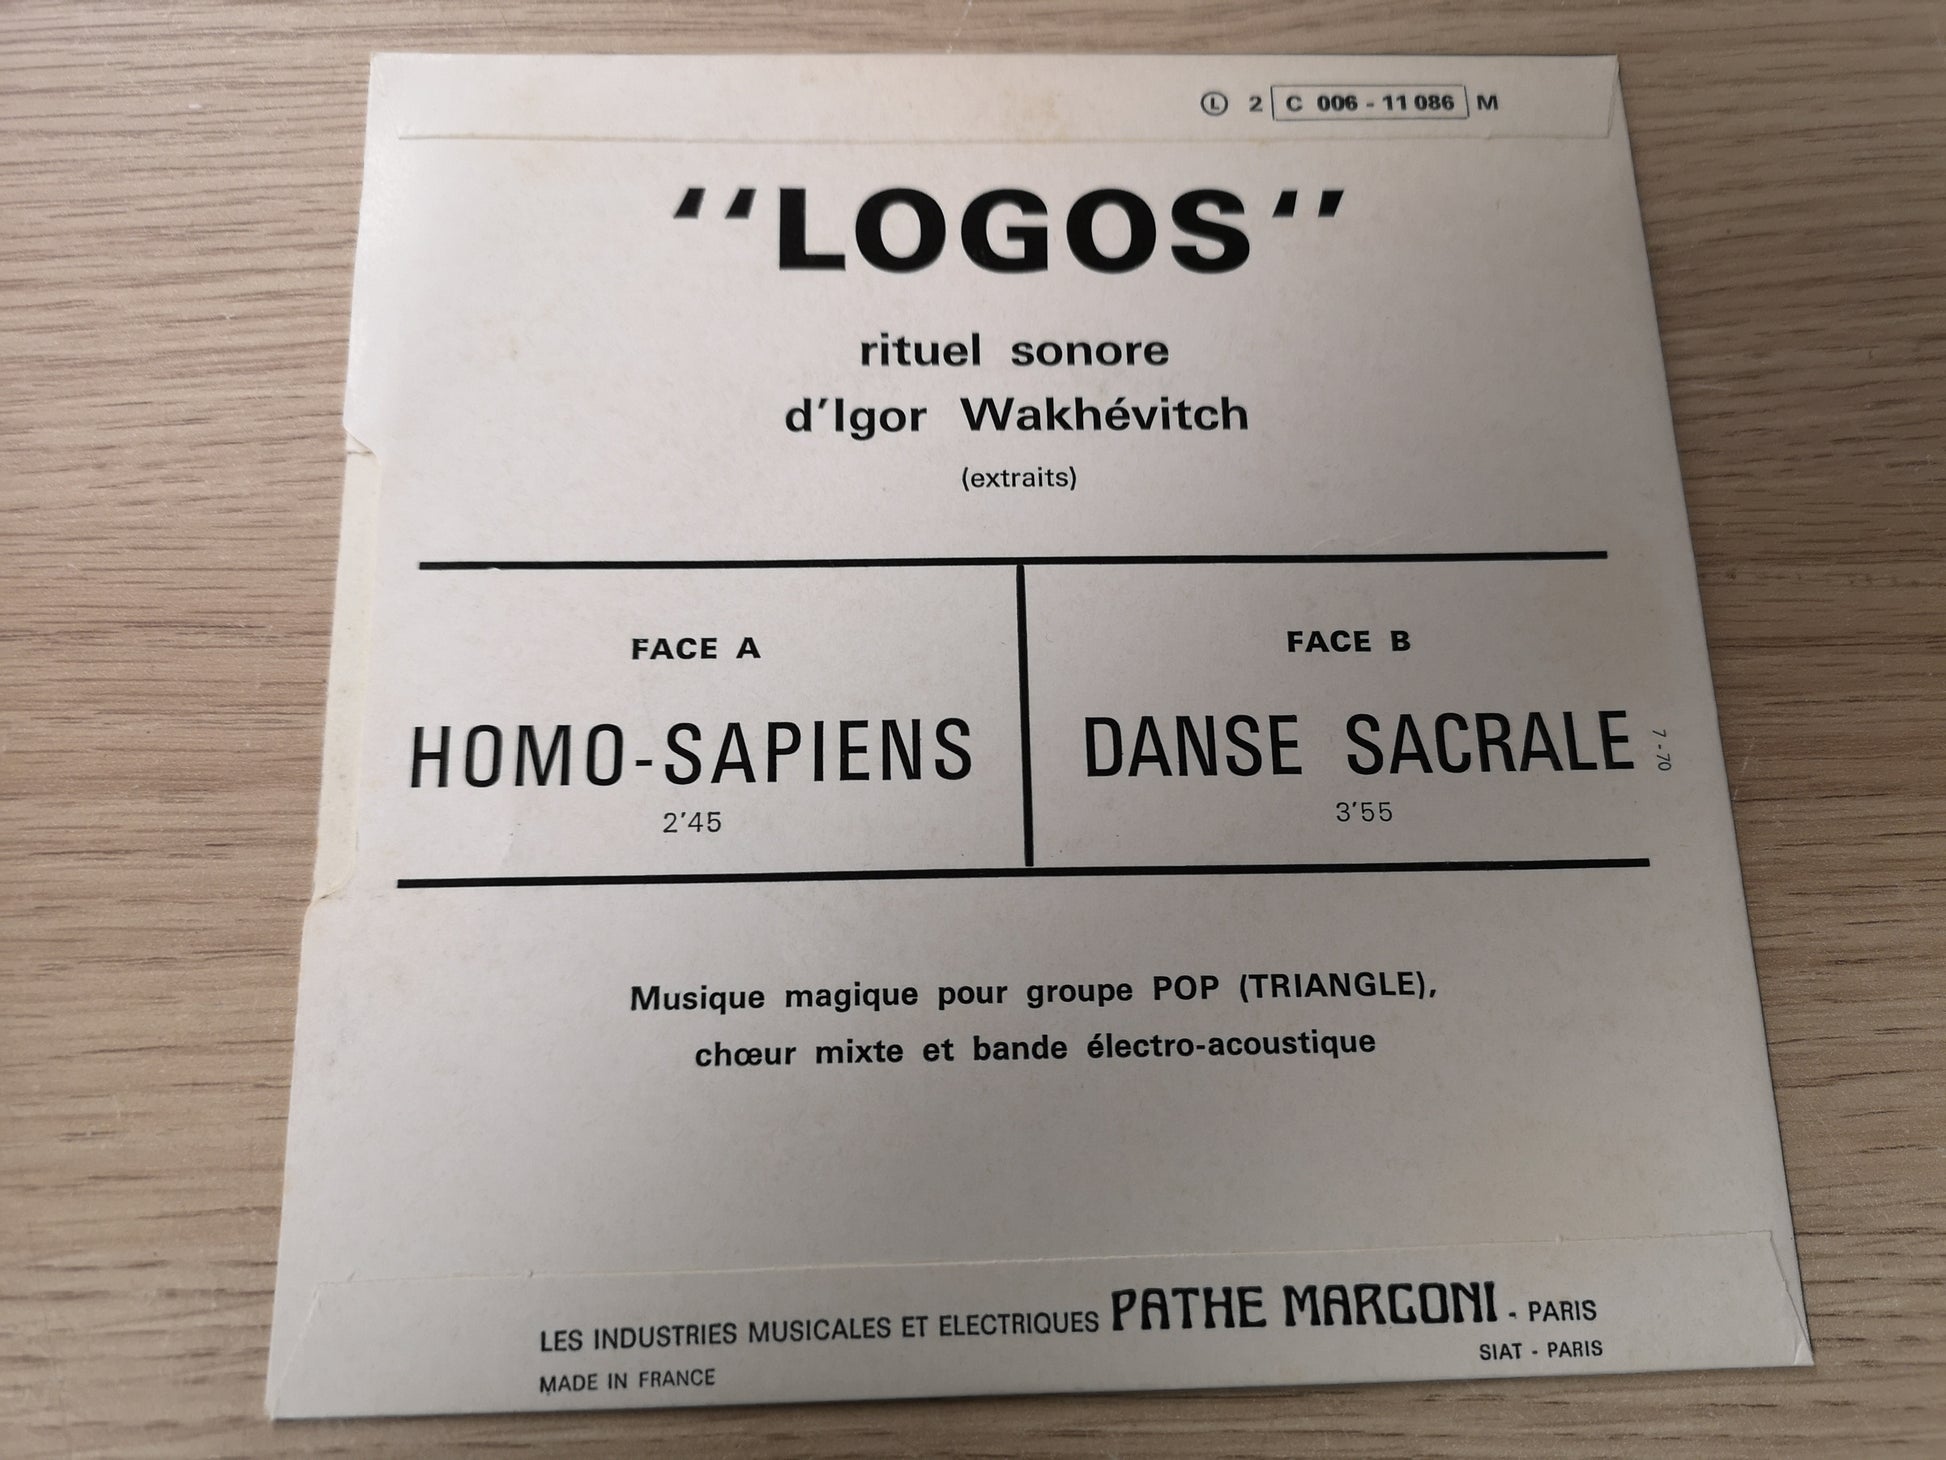 Ⓛ 2 C 006 - 11 086 M
"LOGOS"
rituel sonore
d'Igor Wakhévitch
(extraits)
FACE A
HOMO-SAPIENS
2'45
FACE B
DANSE SACRALE
3'55
7-70
Musique magique pour groupe POP (TRIANGLE),
chœur mixte et bande électro-acoustique
LES INDUSTRIES MUSICALES ET ELECTRIQUES PATHE MARCONI - PARIS
SIAT - PARIS
MADE IN FRANCE